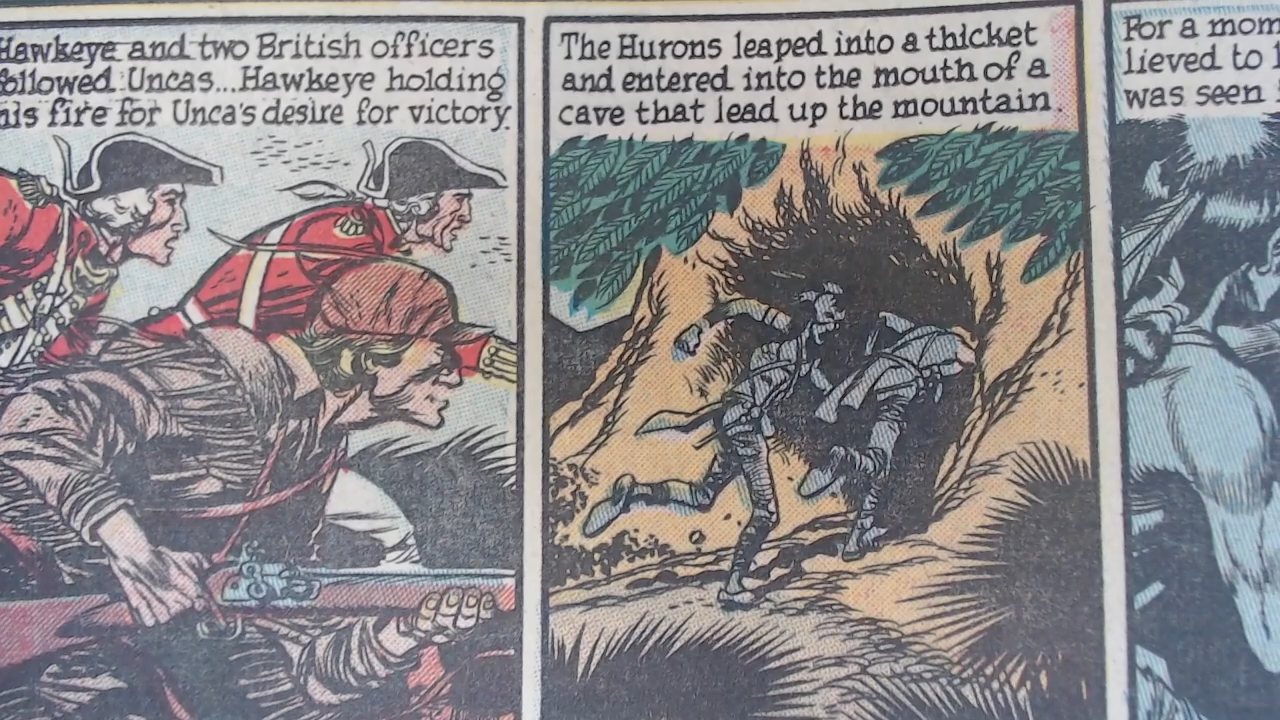 Hawkeye and two British officers
followed Uncas... Hawkeye holding
his fire for Unca's desire for victory.
The Hurons leaped into a thicket
and entered into the mouth of a
cave that lead up the mountain.
For a mom
lieved to
was seen